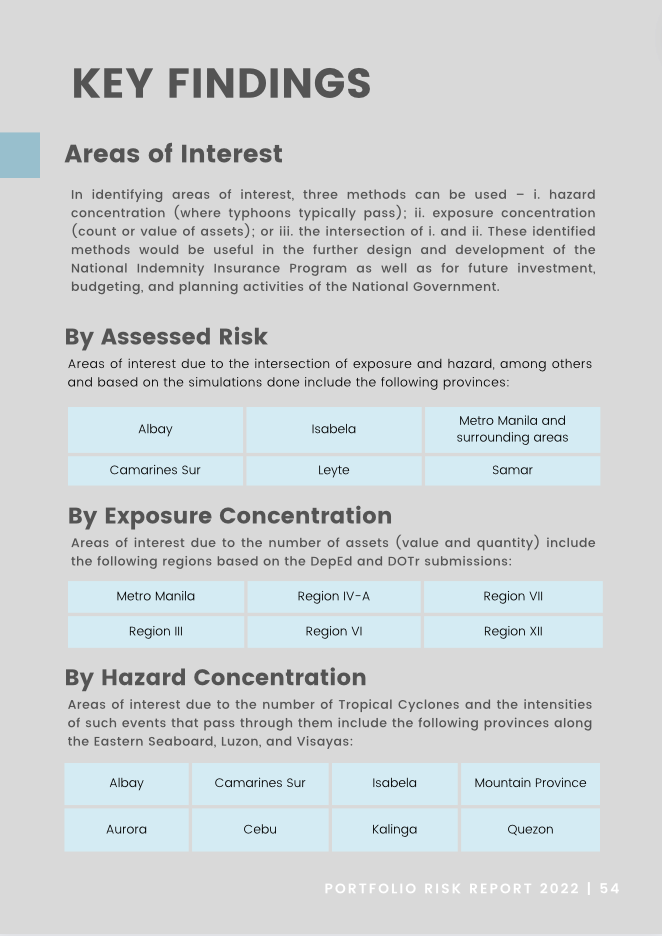 KEY FINDINGS
Areas of Interest
In identifying areas of interest, three methods can be used – i. hazard
concentration (where typhoons typically pass); ii. exposure concentration
(count or value of assets); or iii. the intersection of i. and ii. These identified
methods would be useful in the further design and development of the
National Indemnity Insurance Program as well as for future investment,
budgeting, and planning activities of the National Government.
By Assessed Risk
Areas of interest due to the intersection of exposure and hazard, among others
and based on the simulations done include the following provinces:
Albay
Isabela
Metro Manila and
surrounding areas
Camarines Sur
Leyte
Samar
By Exposure Concentration
Areas of interest due to the number of assets (value and quantity) include
the following regions based on the DepEd and DOTr submissions:
Metro Manila
Region IV-A
Region VII
Region III
Region VI
Region XII
By Hazard Concentration
Areas of interest due to the number of Tropical Cyclones and the intensities
of such events that pass through them include the following provinces along
the Eastern Seaboard, Luzon, and Visayas:
Albay
Camarines Sur
Isabela
Mountain Province
Aurora
Cebu
Kalinga
Quezon
PORTFOLIO RISK REPORT 2022 | 54